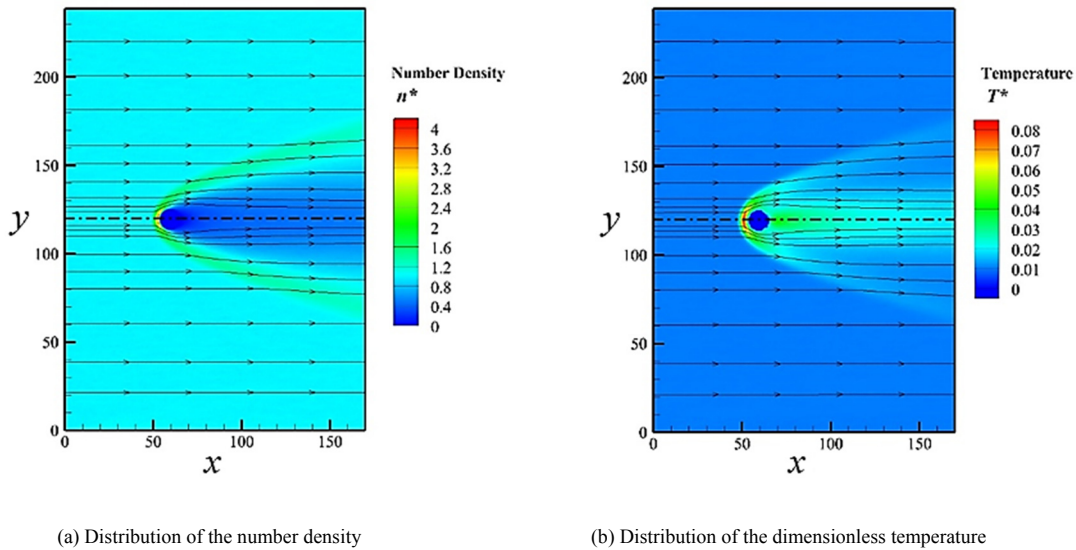 Number Density
n*
4
3.6
3.2
2.8
2.4
2
1.6
1.2
0.8
0.4
0
200
150
100
50
0
y
0 50 100 150
x
Temperature
T*
0.08
0.07
0.06
0.05
0.04
0.03
0.02
0.01
0
200
150
100
50
0
y
0 50 100 150
x
(a) Distribution of the number density
(b) Distribution of the dimensionless temperature